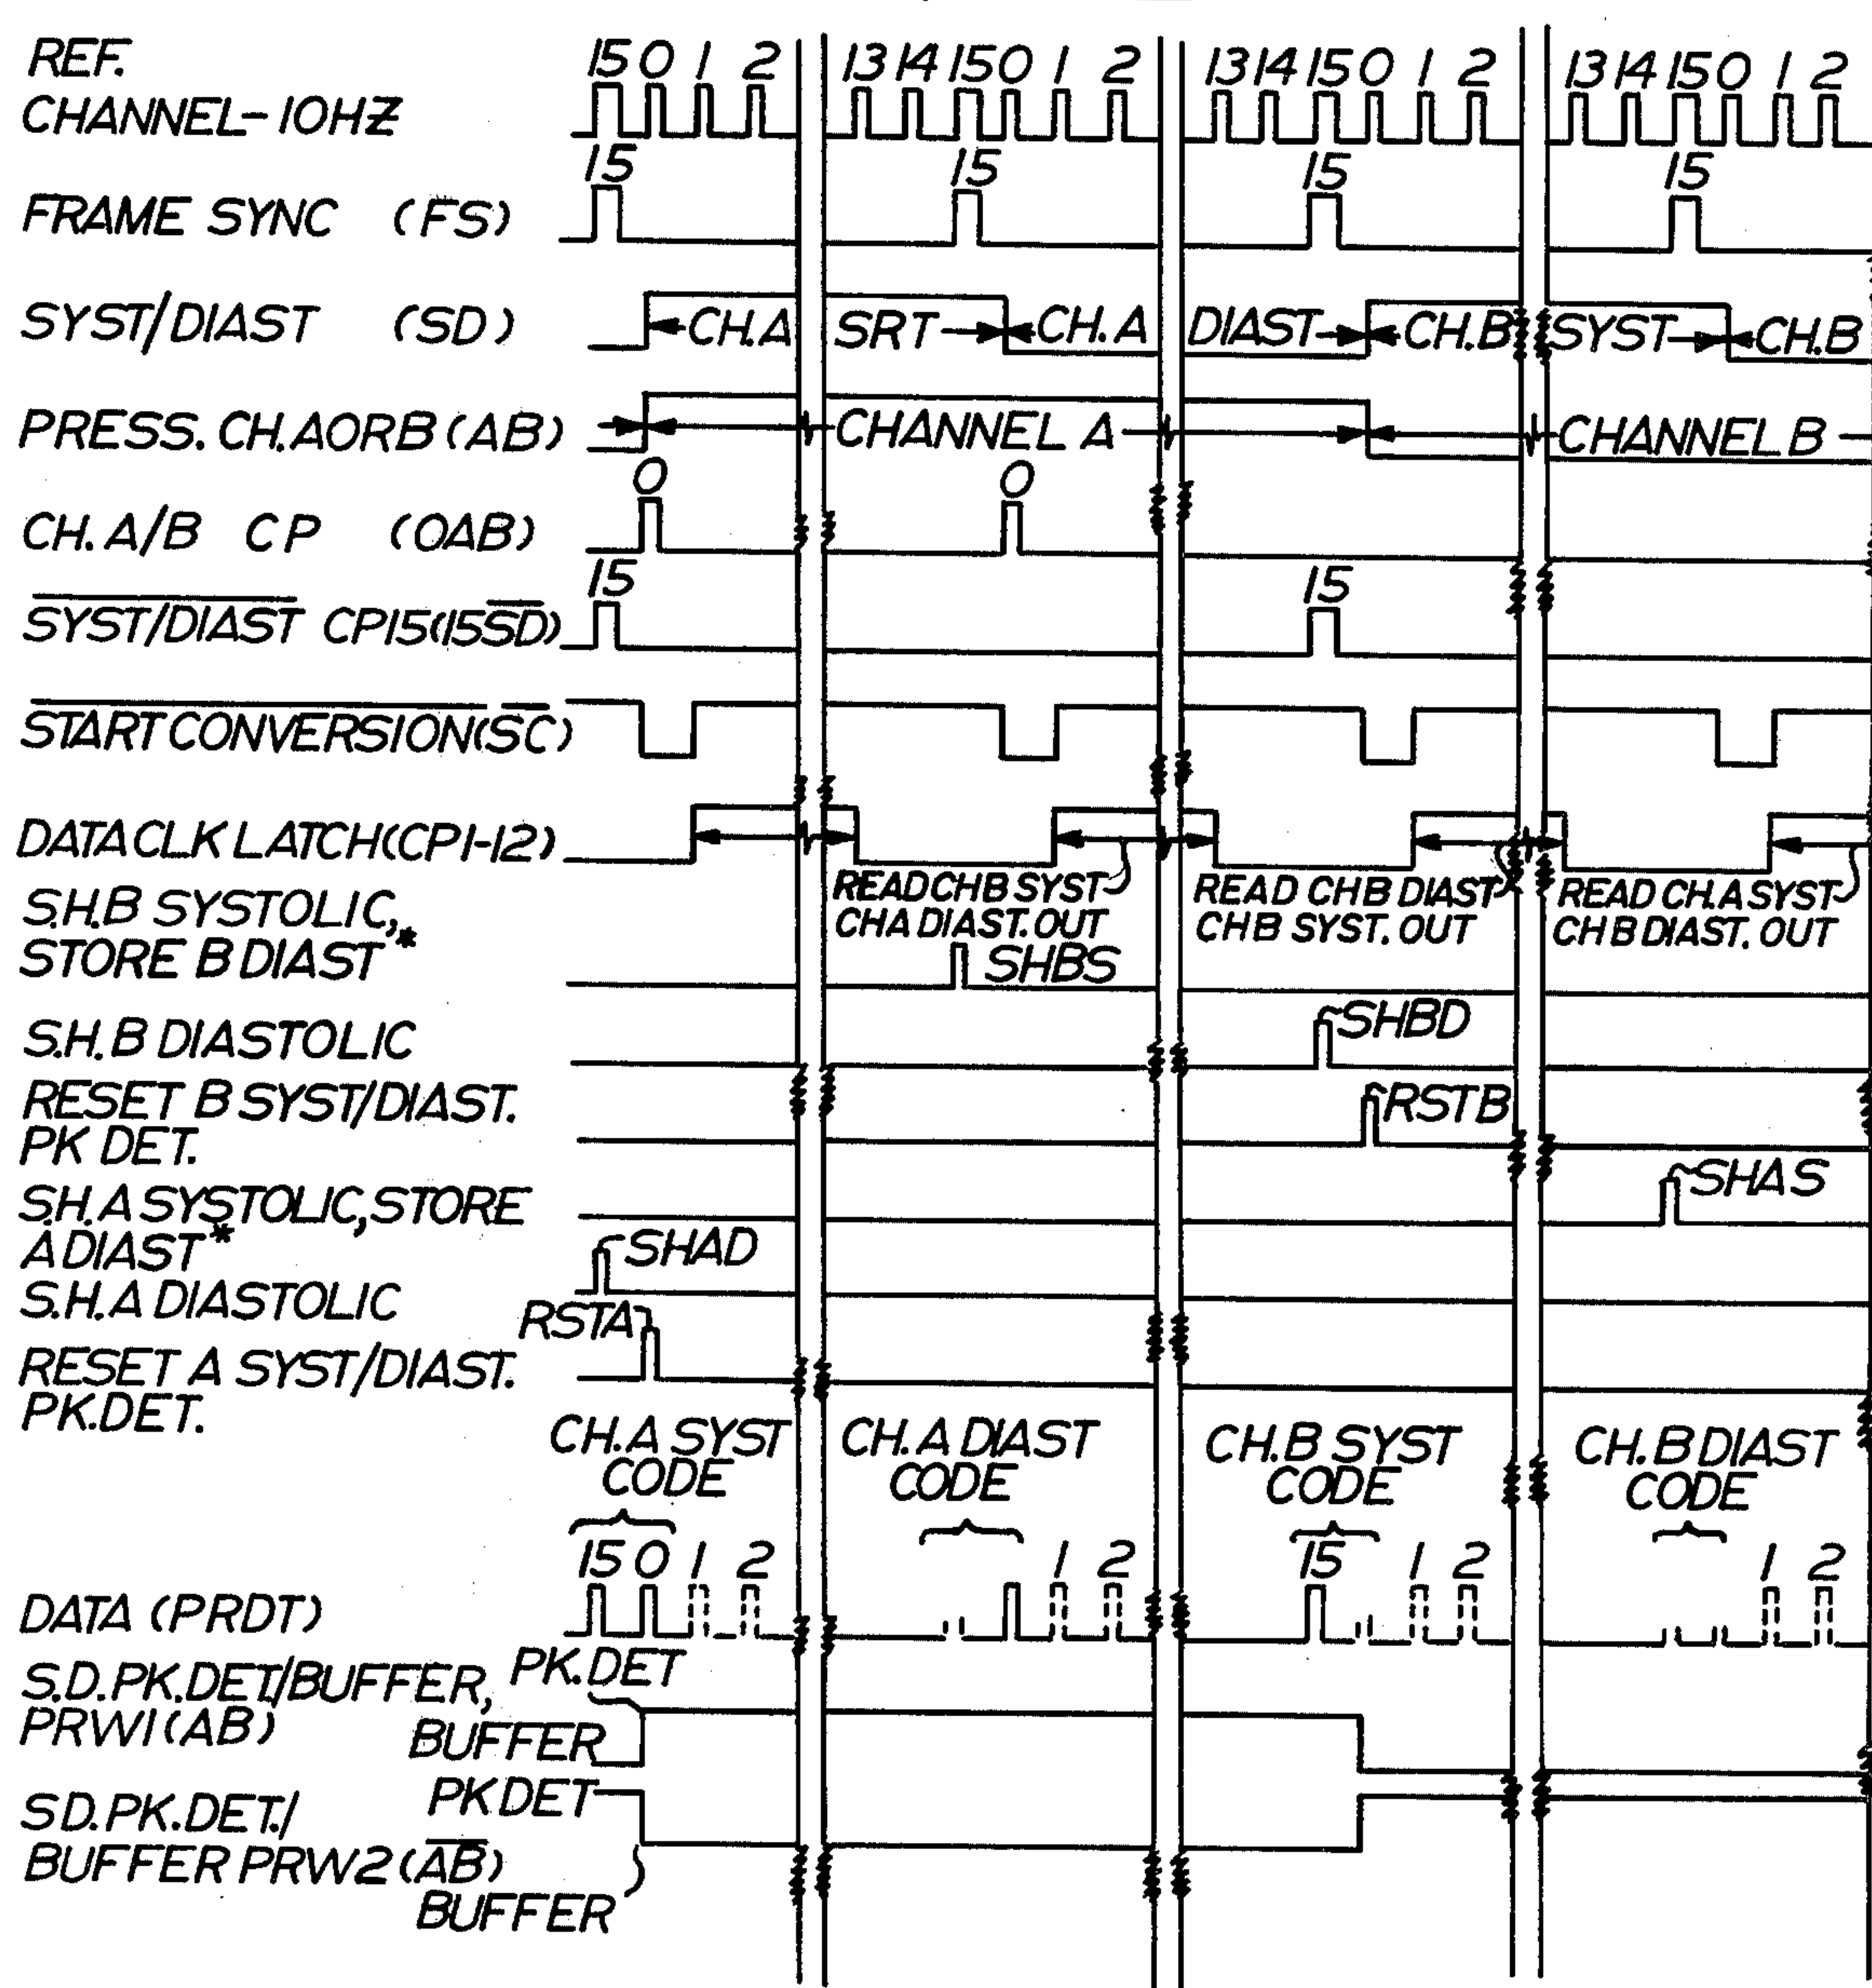 REF.
CHANNEL-10HZ
15 0 1 2 13 14 15 0 1 2 13 14 15 0 1 2 13 14 15 0 1 2
FRAME SYNC (FS)
15 15 15 15
SYST/DIAST (SD)
CH.A SRT CH.A DIAST CH.B SYST CH.B
PRESS. CH.AORB(AB)
CHANNEL A CHANNEL B
CH. A/B CP (OAB)
0 0
SYST/DIAST CP15(15SD)
15 15
START CONVERSION(SC)
DATA CLK LATCH(CP1-12)
READ CHB SYST
CHA DIAST. OUT
READ CHB DIAST
CHB SYST. OUT
READ CH.A SYST
CHB DIAST. OUT
S.H.B SYSTOLIC,
STORE B DIAST*
SHBS
S.H.B DIASTOLIC
SHBD
RESET B SYST/DIAST.
PK DET.
RSTB
S.H.A SYSTOLIC, STORE
A DIAST*
SHAS
SHAD
S.H.A DIASTOLIC
RSTA
RESET A SYST/DIAST.
PK.DET.
CH.A SYST
CODE
CH.A DIAST
CODE
CH.B SYST
CODE
CH.B DIAST
CODE
DATA (PRDT)
15 0 1 2 1 2 15 1 2 1 2
S.D.PK.DET/BUFFER,
PRW1(AB)
PK.DET
BUFFER
S.D.PK.DET./
BUFFER PRW2(AB)
PKDET
BUFFER